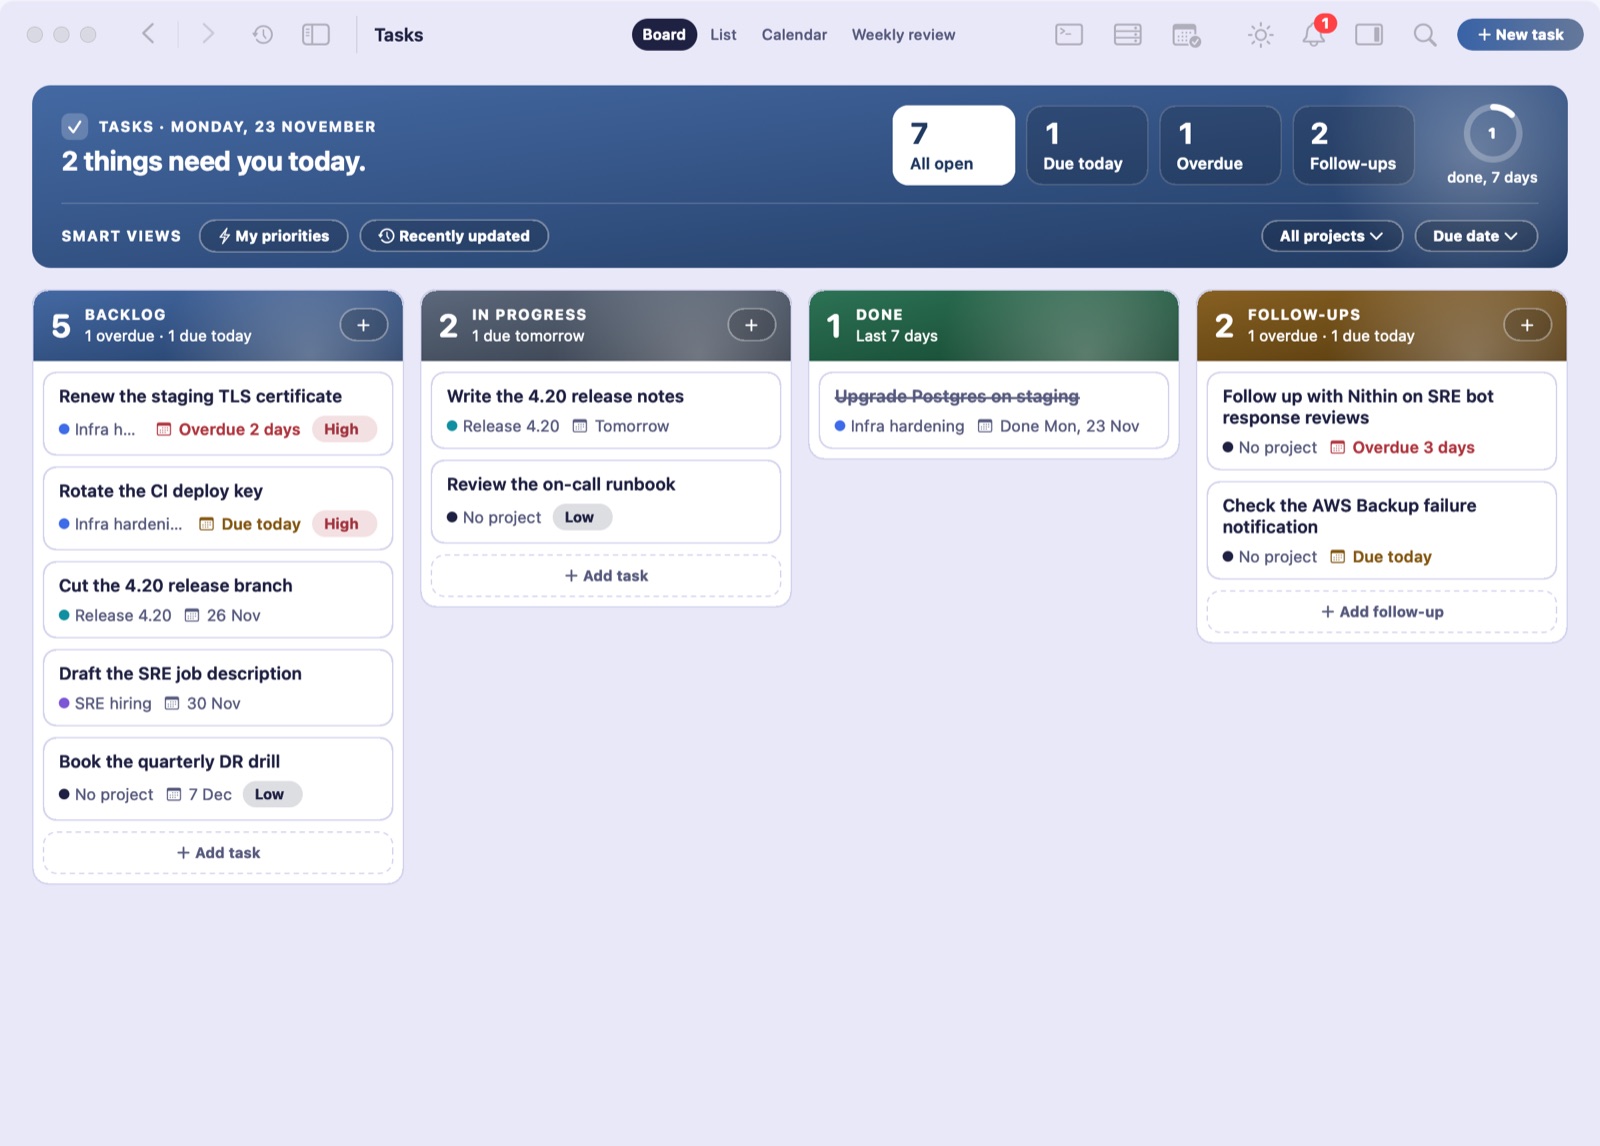 Tasks
Board
List
Calendar
Weekly review
1
+ New task
TASKS · MONDAY, 23 NOVEMBER
2 things need you today.
7
All open
1
Due today
1
Overdue
2
Follow-ups
1
done, 7 days
SMART VIEWS
My priorities
Recently updated
All projects
Due date
5
BACKLOG
1 overdue · 1 due today
+
Renew the staging TLS certificate
Infra h... Overdue 2 days High
Rotate the CI deploy key
Infra hardeni... Due today High
Cut the 4.20 release branch
Release 4.20 26 Nov
Draft the SRE job description
SRE hiring 30 Nov
Book the quarterly DR drill
No project 7 Dec Low
+ Add task
2
IN PROGRESS
1 due tomorrow
+
Write the 4.20 release notes
Release 4.20 Tomorrow
Review the on-call runbook
No project Low
+ Add task
1
DONE
Last 7 days
Upgrade Postgres on staging
Infra hardening Done Mon, 23 Nov
2
FOLLOW-UPS
1 overdue · 1 due today
+
Follow up with Nithin on SRE bot
response reviews
No project Overdue 3 days
Check the AWS Backup failure
notification
No project Due today
+ Add follow-up